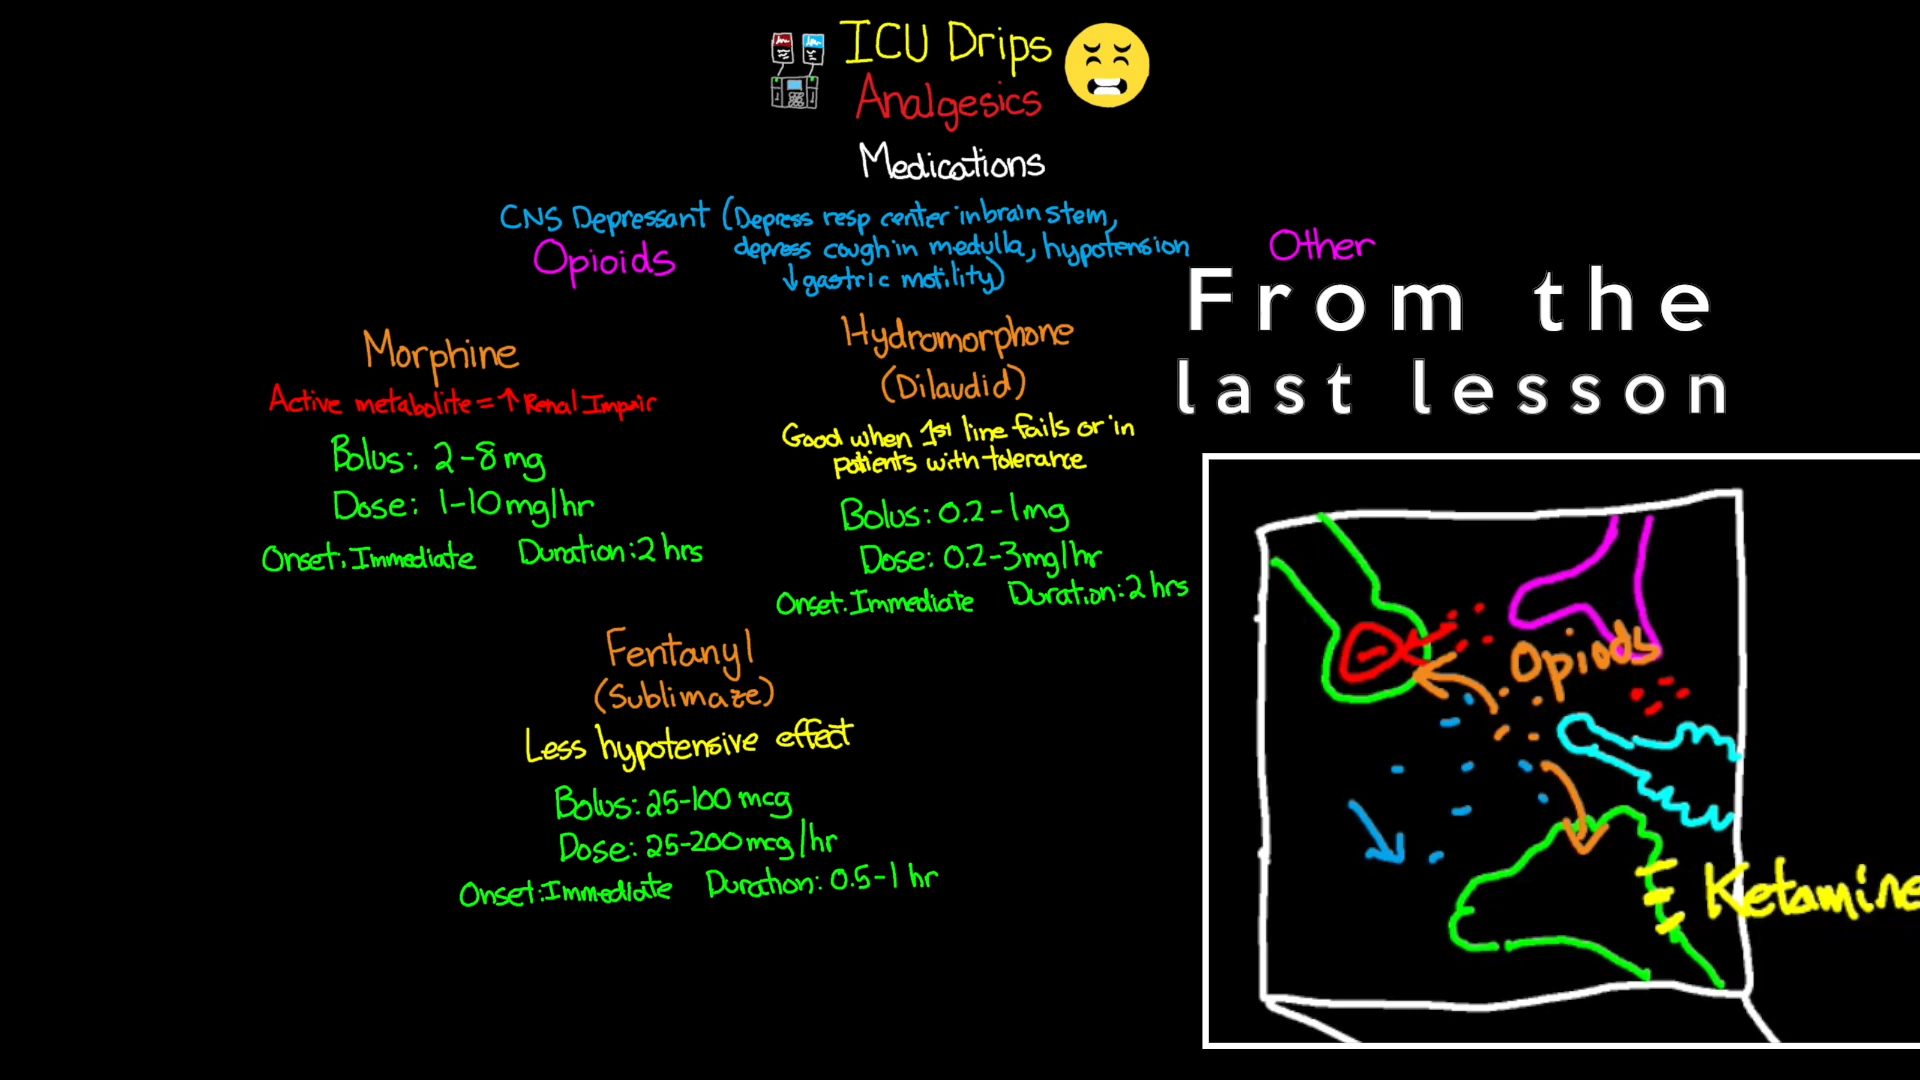 ICU Drips
Analgesics
Medications
CNS Depressant (Depress resp center in brain stem,
depress cough in medulla, hypotension
↓ gastric motility)
Opioids
Morphine
Active metabolite = ↑ Renal Impair
Bolus: 2-8 mg
Dose: 1-10 mg/hr
Onset: Immediate Duration: 2 hrs
Hydromorphone
(Dilaudid)
Good when 1st line fails or in
patients with tolerance
Bolus: 0.2-1mg
Dose: 0.2-3mg/hr
Onset: Immediate Duration: 2 hrs
Fentanyl
(Sublimaze)
Less hypotensive effect
Bolus: 25-100 mcg
Dose: 25-200 mcg/hr
Onset: Immediate Duration: 0.5-1 hr
Other
From the
last lesson
Opiods
Ketamine